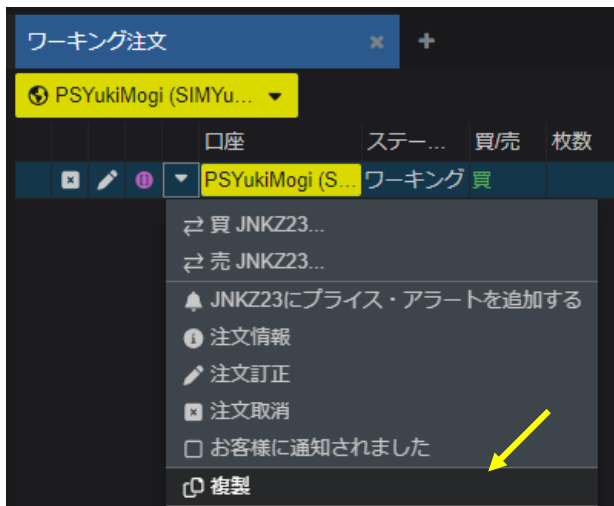 ワーキング注文
PSYukiMogi (SIMYu...
口座 ステー... 買/売 枚数
PSYukiMogi (S... ワーキング 買
買 JNKZ23...
売 JNKZ23...
JNKZ23にプライス・アラートを追加する
注文情報
注文訂正
注文取消
お客様に通知されました
複製